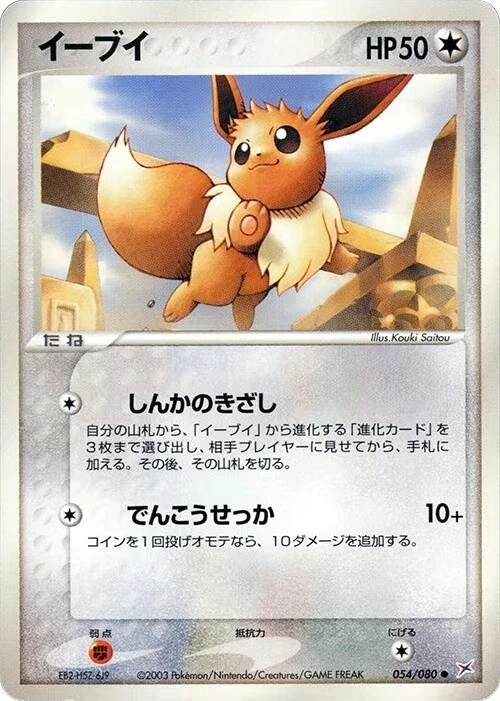 イーブイ HP50
たね Illus.Kouki Saitou
しんかのきざし
自分の山札から、「イーブイ」から進化する「進化カード」を
3枚まで選び出し、相手プレイヤーに見せてから、手札に
加える。その後、その山札を切る。
でんこうせっか 10+
コインを1回投げオモテなら、10ダメージを追加する。
弱点 抵抗力 にげる
EB2-H5Z-6J9 ©2003 Pokémon/Nintendo/Creatures/GAME FREAK 054/080 ●